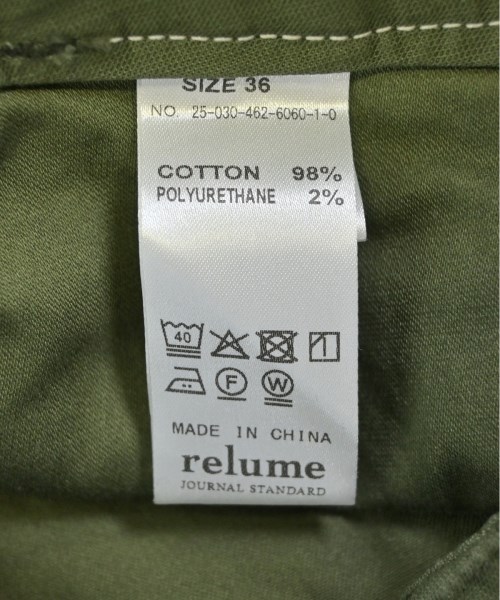 SIZE 36
NO. 25-030-462-6060-1-0
COTTON 98%
POLYURETHANE 2%
40
F W
MADE IN CHINA
relume
JOURNAL STANDARD